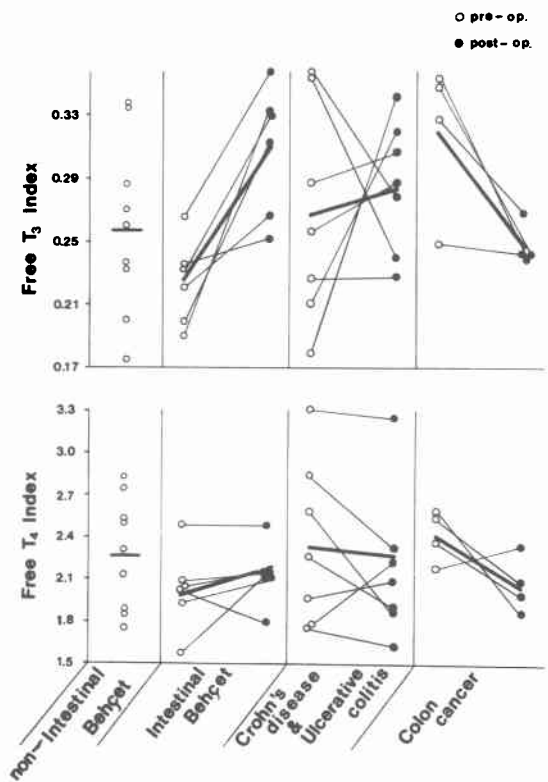 ○ pre-op.
● post-op.
Free T₃ Index
0.33
0.29
0.25
0.21
0.17
Free T₄ Index
3.3
3.0
2.7
2.4
2.1
1.8
1.5
non-Intestinal
Behçet
Intestinal
Behçet
Crohn's
disease
&
Ulcerative
colitis
Colon
cancer